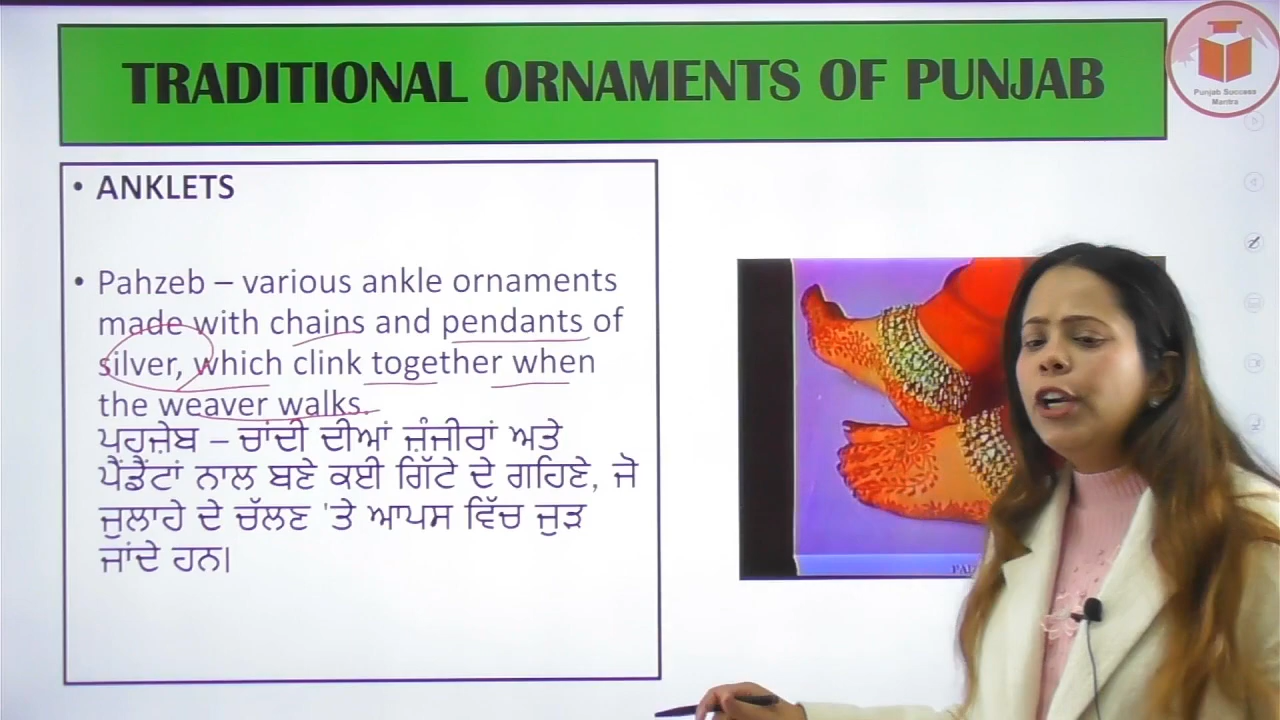 TRADITIONAL ORNAMENTS OF PUNJAB
Punjab Success
Mantra
• ANKLETS
• Pahzeb – various ankle ornaments
made with chains and pendants of
silver, which clink together when
the weaver walks.
ਪਹਜ਼ੇਬ – ਚਾਂਦੀ ਦੀਆਂ ਜ਼ੰਜੀਰਾਂ ਅਤੇ
ਪੈਂਡੈਂਟਾਂ ਨਾਲ ਬਣੇ ਕਈ ਗਿੱਟੇ ਦੇ ਗਹਿਣੇ, ਜੋ
ਜੁਲਾਹੇ ਦੇ ਚੱਲਣ 'ਤੇ ਆਪਸ ਵਿੱਚ ਜੁੜ
ਜਾਂਦੇ ਹਨ।